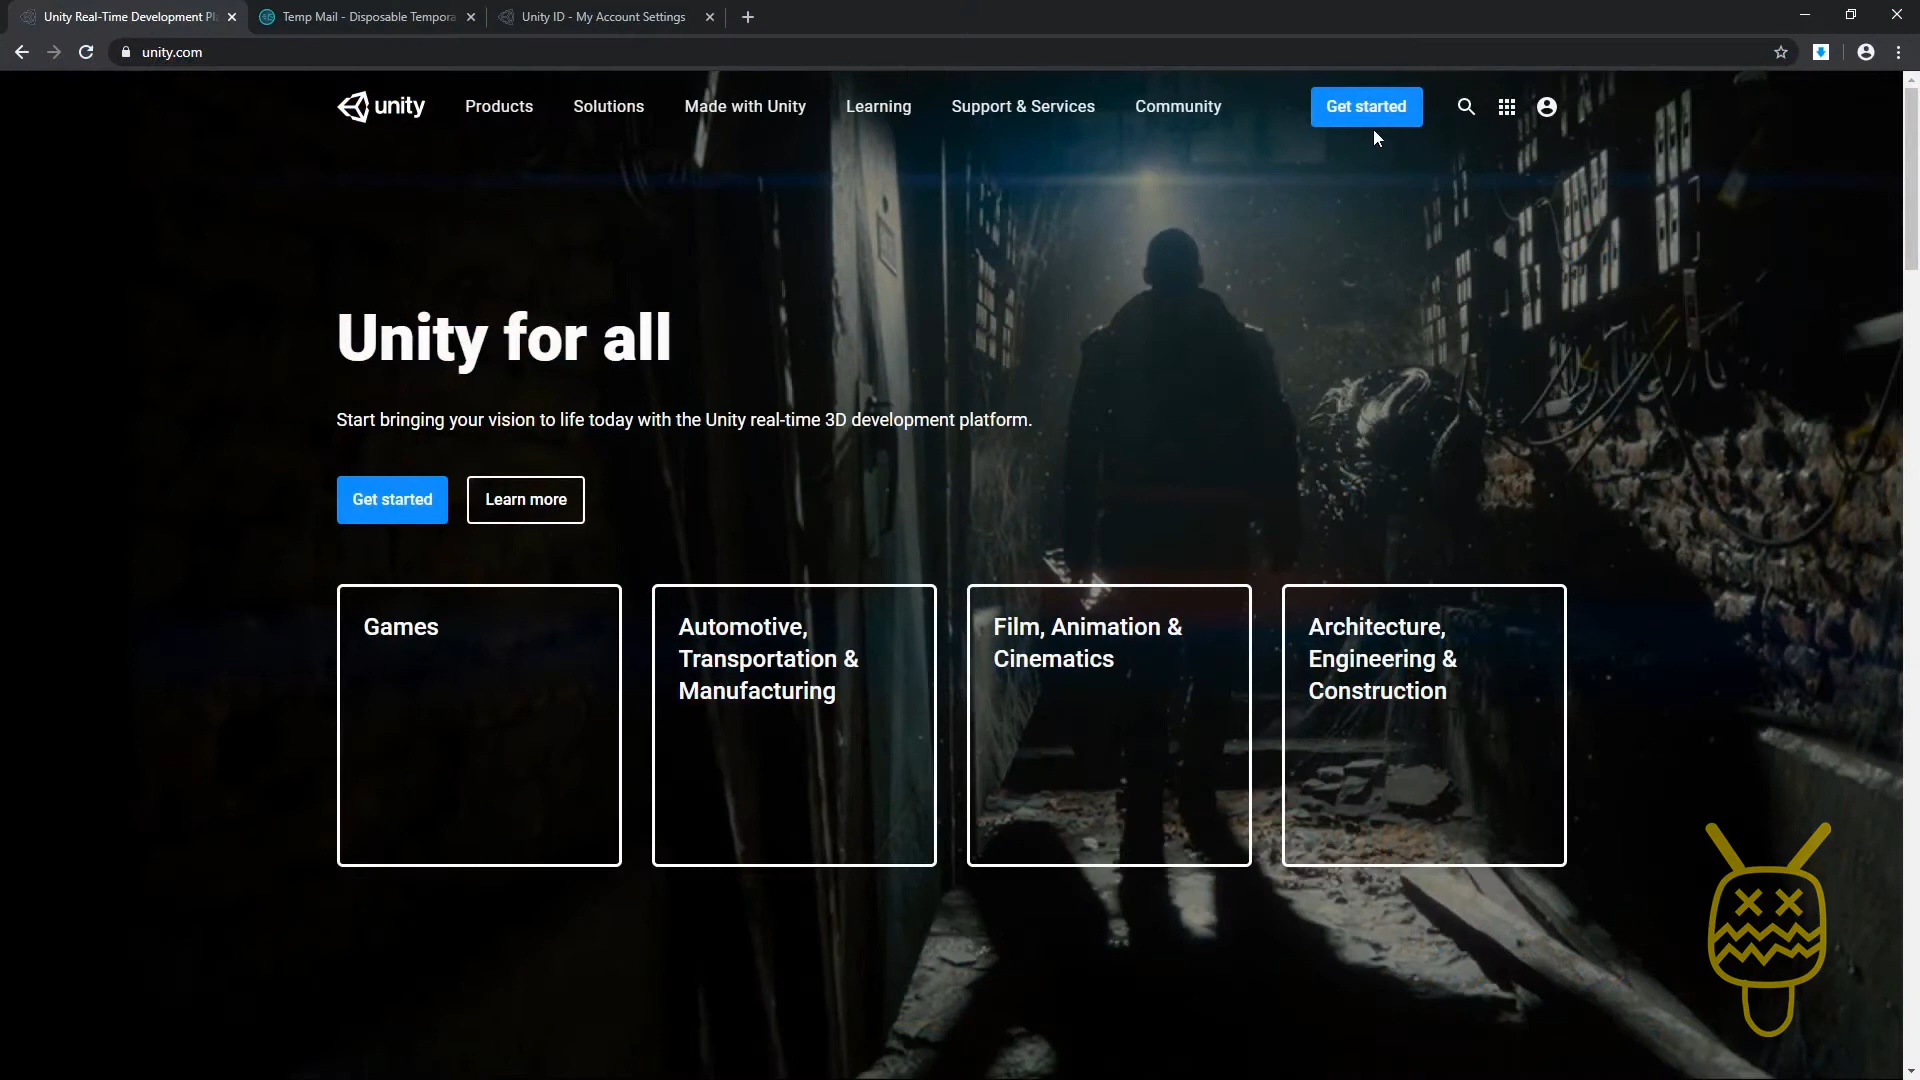 Unity Real-Time Development Pl
Temp Mail - Disposable Tempora
Unity ID - My Account Settings
unity.com
unity
Products
Solutions
Made with Unity
Learning
Support & Services
Community
Get started
Unity for all
Start bringing your vision to life today with the Unity real-time 3D development platform.
Get started
Learn more
Games
Automotive,
Transportation &
Manufacturing
Film, Animation &
Cinematics
Architecture,
Engineering &
Construction